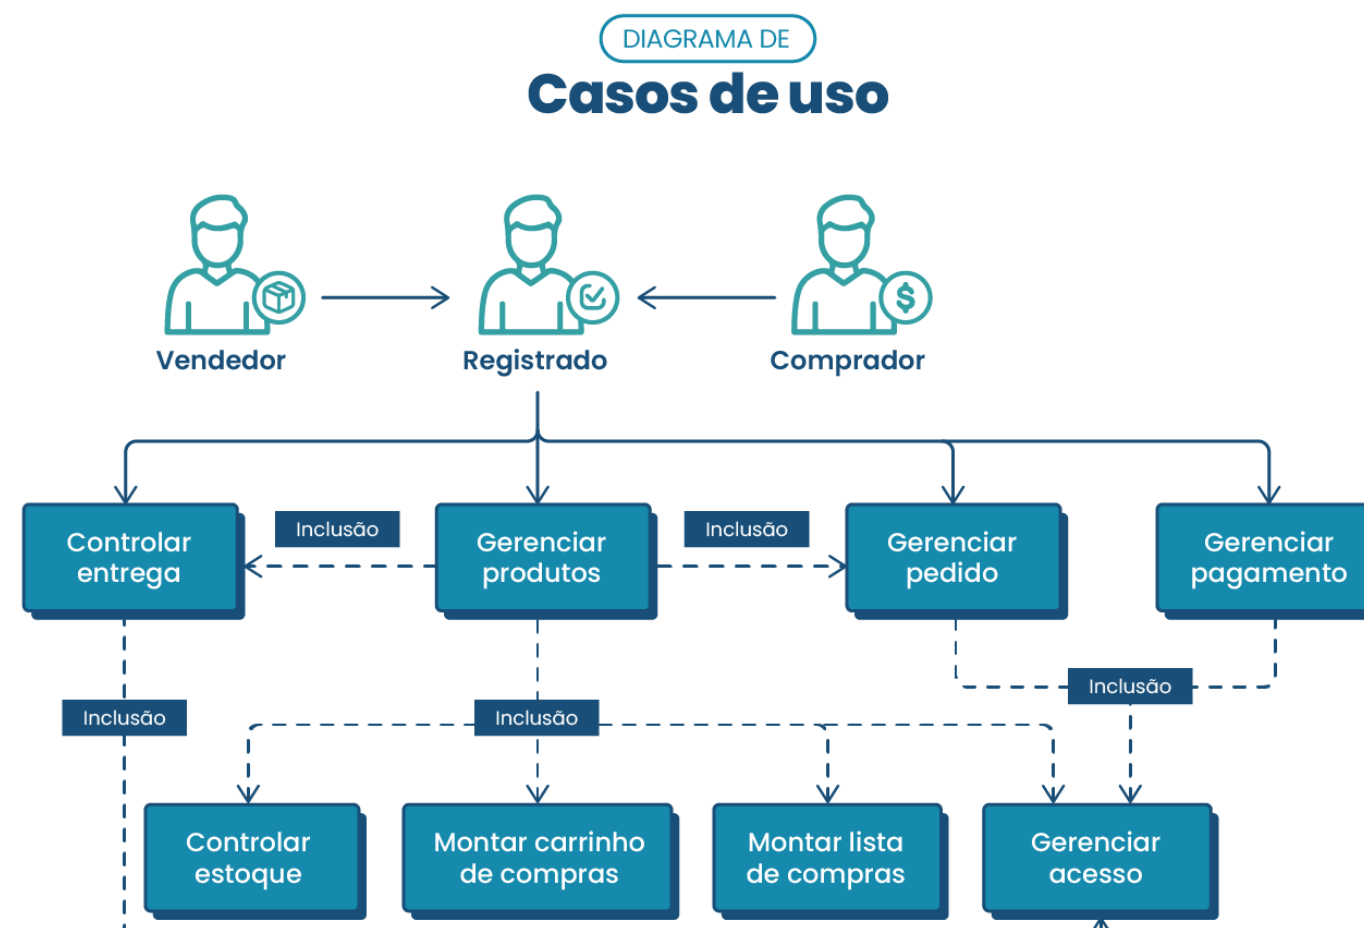 DIAGRAMA DE
Casos de uso
Vendedor
Registrado
Comprador
Controlar
entrega
Inclusão
Gerenciar
produtos
Inclusão
Gerenciar
pedido
Gerenciar
pagamento
Inclusão
Inclusão
Inclusão
Controlar
estoque
Montar carrinho
de compras
Montar lista
de compras
Gerenciar
acesso